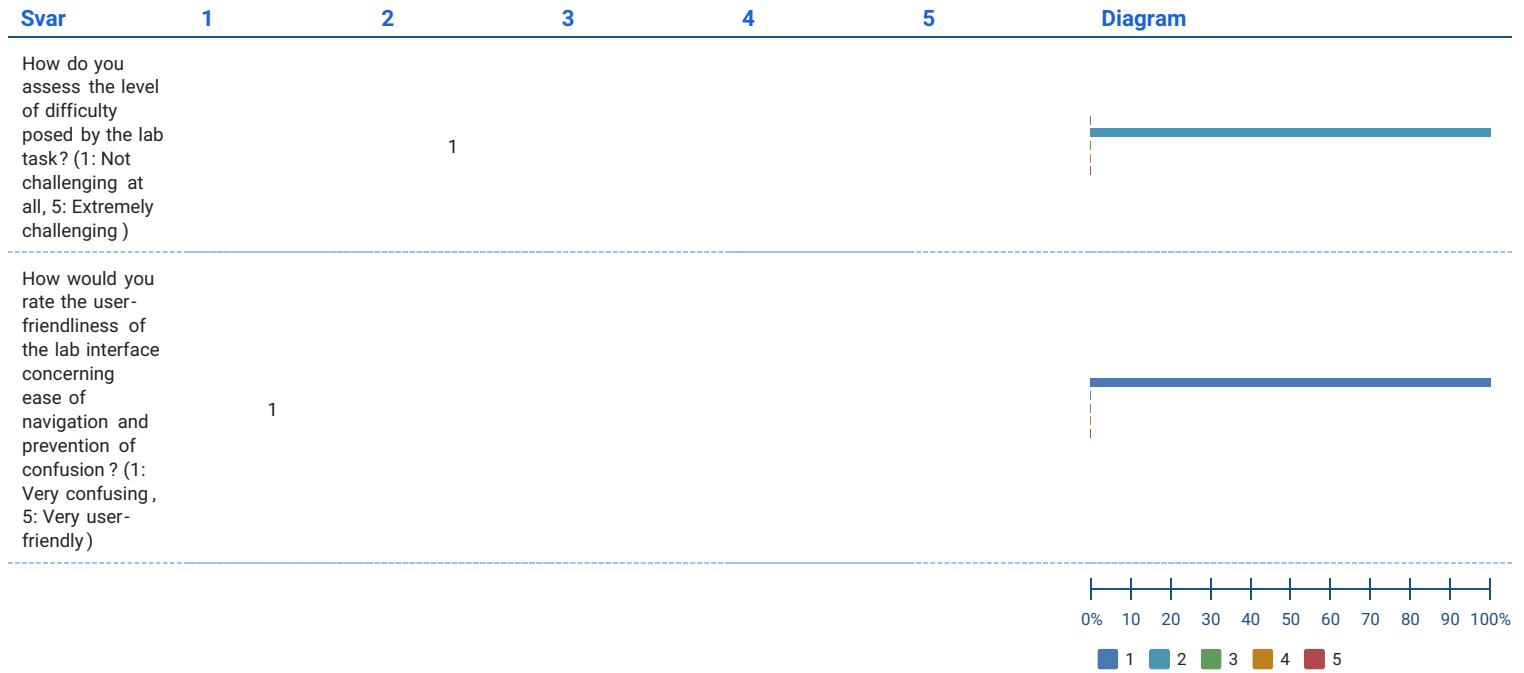 Svar 1 2 3 4 5 Diagram
How do you
assess the level
of difficulty
posed by the lab
task? (1: Not
challenging at
all, 5: Extremely
challenging )
1
How would you
rate the user-
friendliness of
the lab interface
concerning
ease of
navigation and
prevention of
confusion ? (1:
Very confusing ,
5: Very user-
friendly )
1
0% 10 20 30 40 50 60 70 80 90 100%
1 2 3 4 5